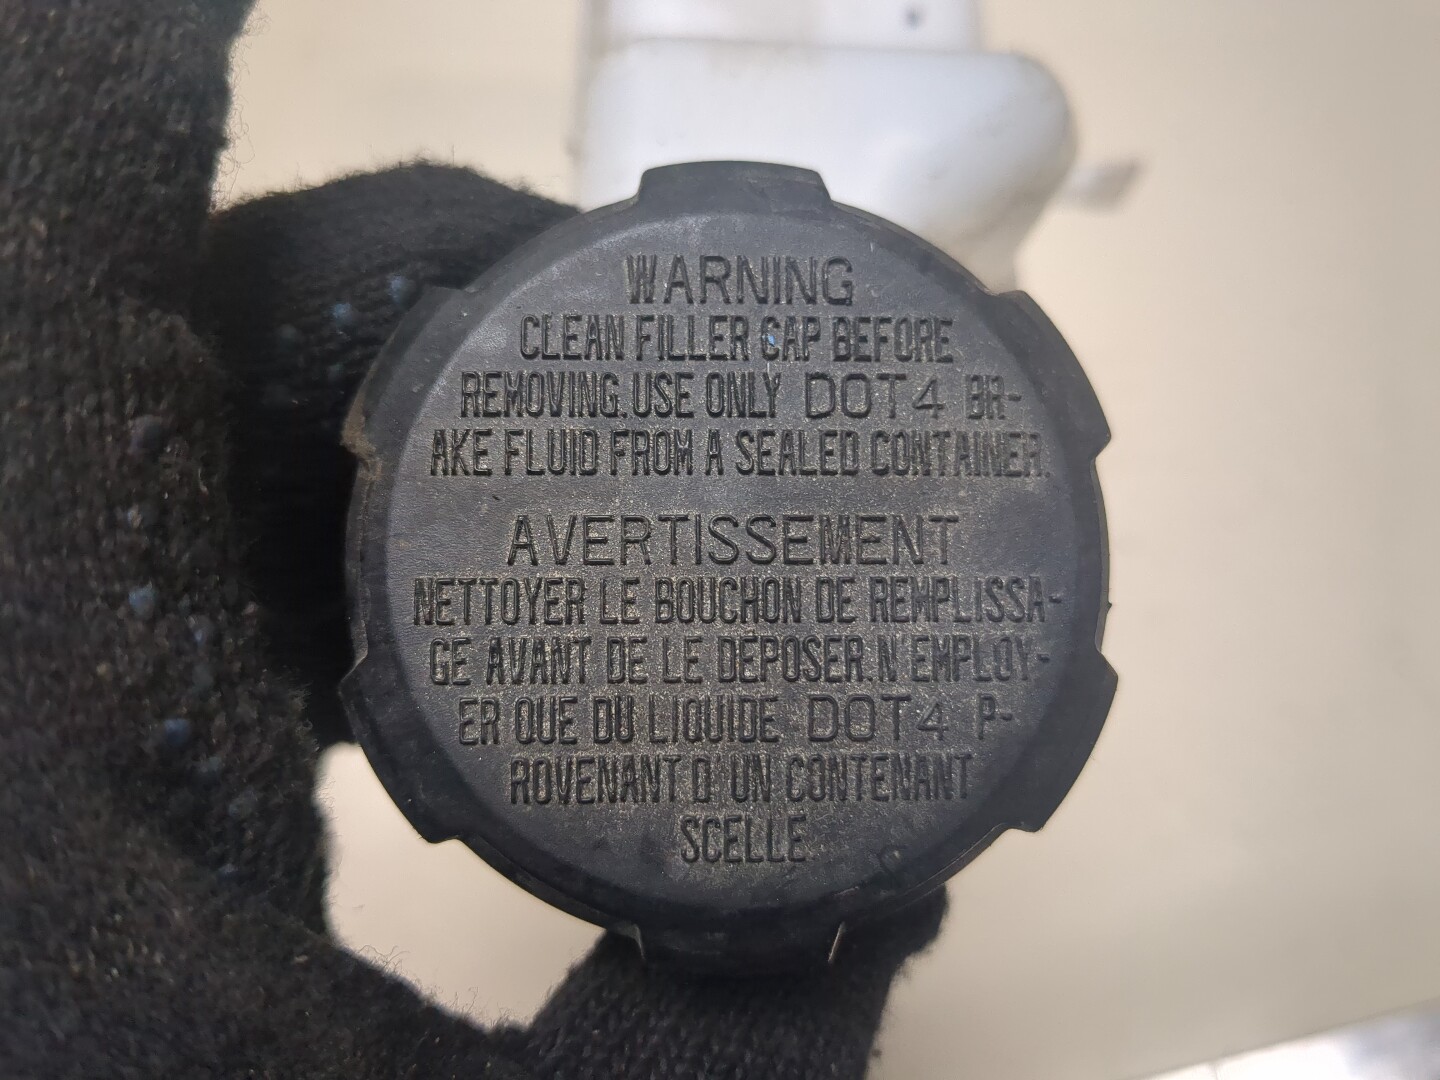 WARNING
CLEAN FILLER CAP BEFORE
REMOVING.USE ONLY DOT4 BR-
AKE FLUID FROM A SEALED CONTAINER.
AVERTISSEMENT
NETTOYER LE BOUCHON DE REMPLISSA-
GE AVANT DE LE DÉPOSER.N'EMPLOY-
ER QUE DU LIQUIDE DOT4 P-
ROVENANT D'UN CONTENANT
SCELLE